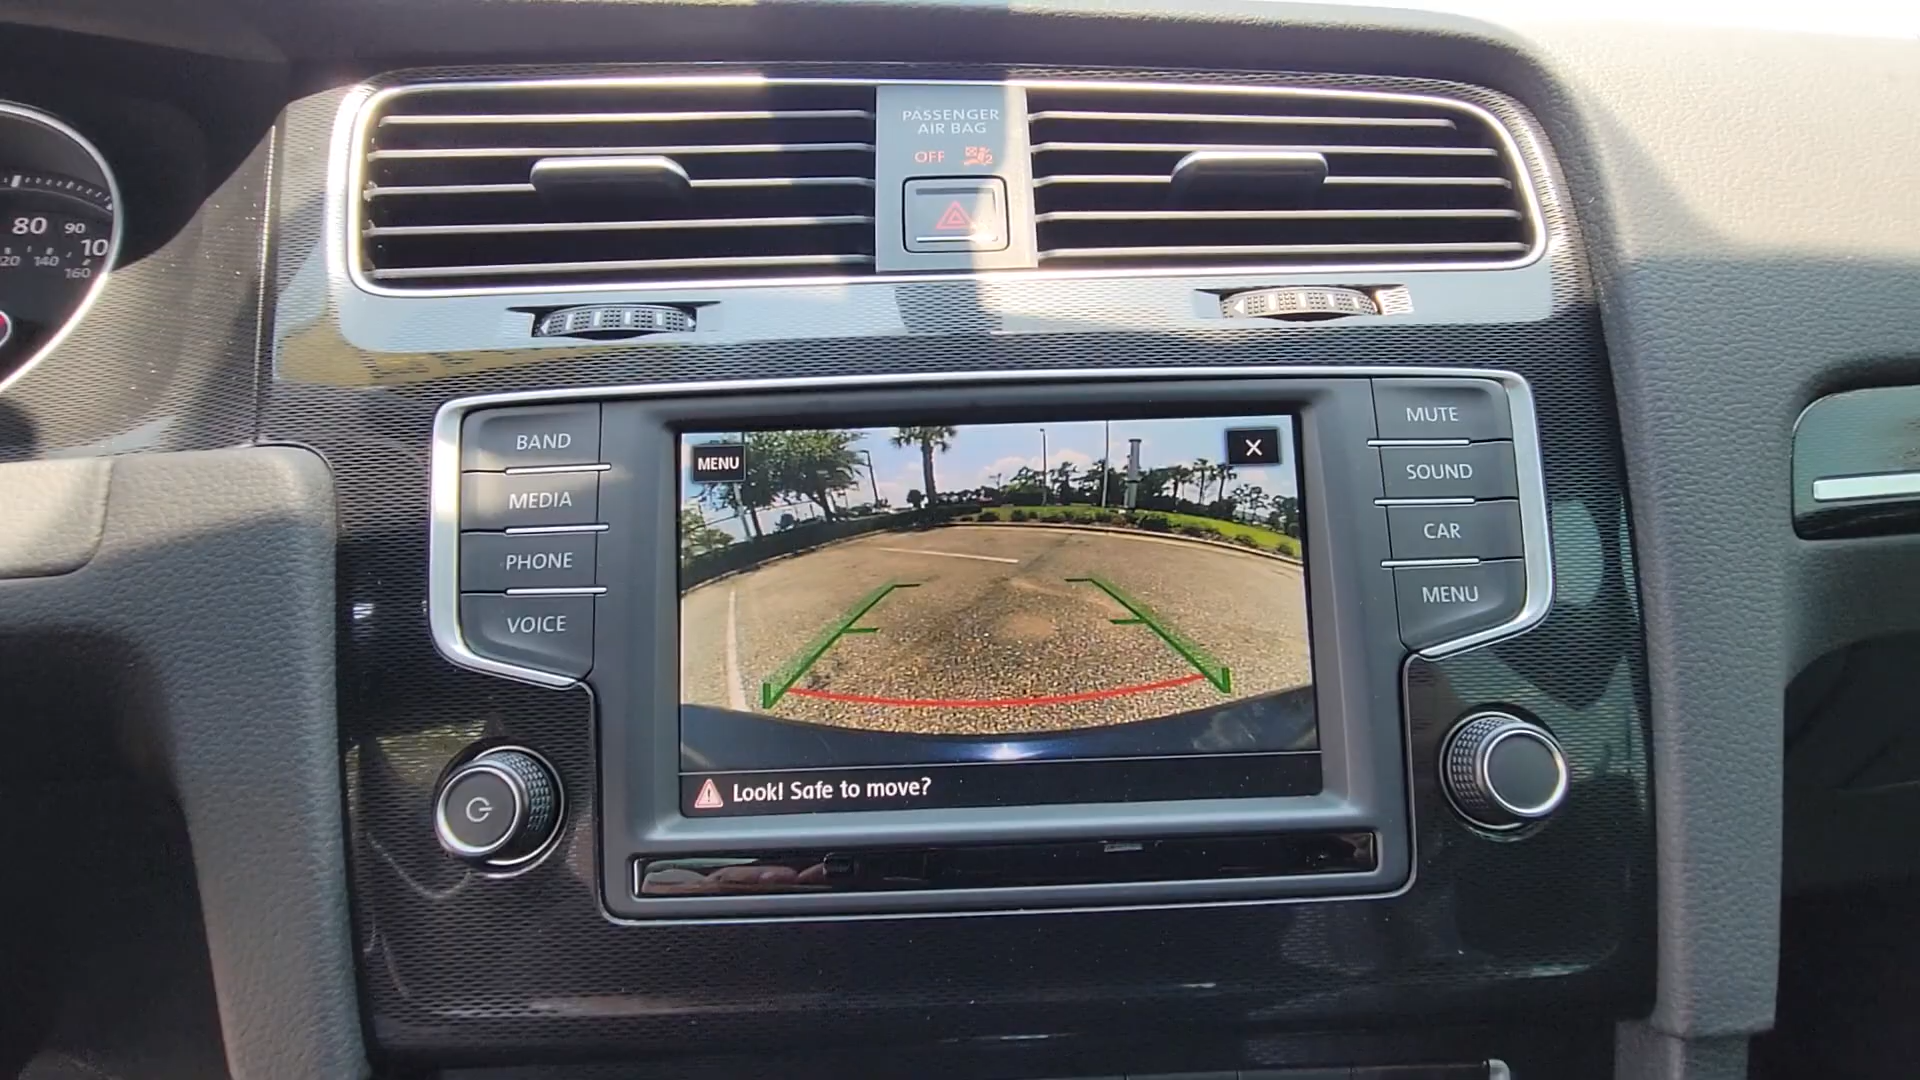 PASSENGER
AIR BAG
OFF
80
90
140
160
BAND
MEDIA
PHONE
VOICE
MENU
X
Look! Safe to move?
MUTE
SOUND
CAR
MENU